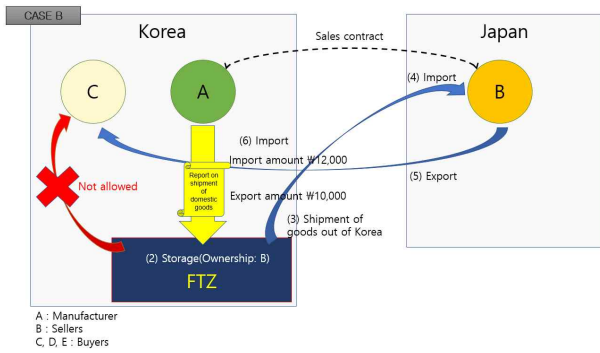 CASE B
Korea
Japan
Sales contract
(4) Import
C
A
B
(6) Import
Import amount ₩12,000
(5) Export
Not allowed
Report on
shipment
of
domestic
goods
Export amount ₩10,000
(3) Shipment of
goods out of Korea
(2) Storage(Ownership: B)
FTZ
A : Manufacturer
B : Sellers
C, D, E : Buyers